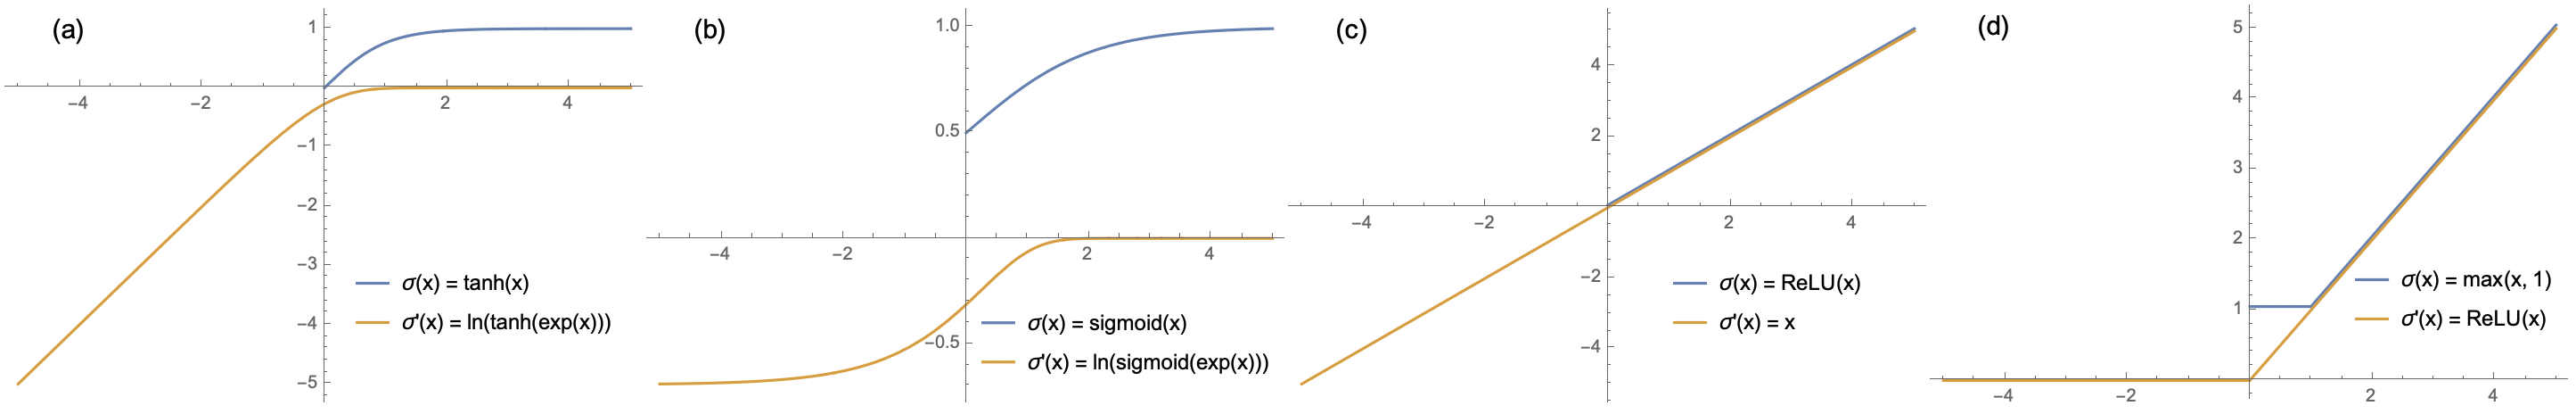 (a)
1
−4
−2
2
4
−1
−2
−3
−4
−5
σ(x) = tanh(x)
σ'(x) = ln(tanh(exp(x)))
(b)
1.0
0.5
−4
−2
2
4
−0.5
σ(x) = sigmoid(x)
σ'(x) = ln(sigmoid(exp(x)))
(c)
4
2
−4
−2
2
4
−2
−4
σ(x) = ReLU(x)
σ'(x) = x
(d)
5
4
3
2
1
−4
−2
2
4
σ(x) = max(x, 1)
σ'(x) = ReLU(x)